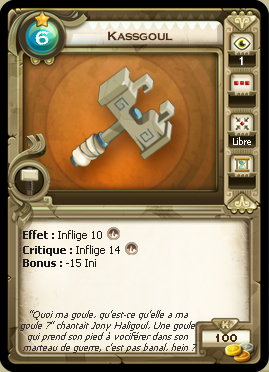 KASSGOUL
6
1
Libre
Effet : Inflige 10
Critique : Inflige 14
Bonus : -15 Ini
"Quoi ma goule, qu'est-ce qu'elle a ma
goule ?" chantait Jony Haligoul. Une goule
qui prend son pied à vociférer dans son
marteau de guerre, c'est pas banal, hein ?
K
100